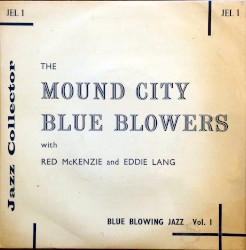 JEL 1
JEL 1
Jazz Collector
THE
MOUND CITY
BLUE BLOWERS
with
RED McKENZIE and EDDIE LANG
BLUE BLOWING JAZZ Vol. 1